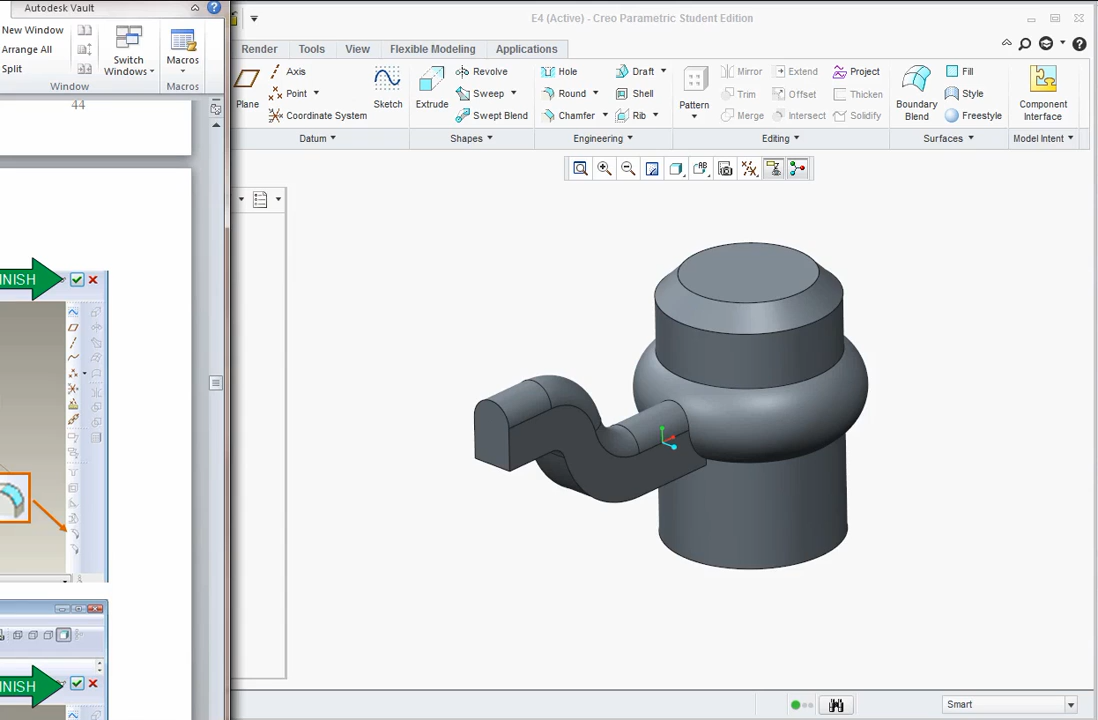 Autodesk Vault
New Window
Arrange All
Split
Switch
Windows
Macros
Window
Macros
44
INISH
INISH
E4 (Active) - Creo Parametric Student Edition
Render Tools View Flexible Modeling Applications
Plane
Axis
Point
Coordinate System
Sketch
Datum
Extrude
Revolve
Sweep
Swept Blend
Shapes
Hole
Round
Chamfer
Draft
Shell
Rib
Engineering
Pattern
Mirror
Trim
Merge
Extend
Offset
Intersect
Project
Thicken
Solidify
Editing
Boundary
Blend
Fill
Style
Freestyle
Surfaces
Component
Interface
Model Intent
Smart